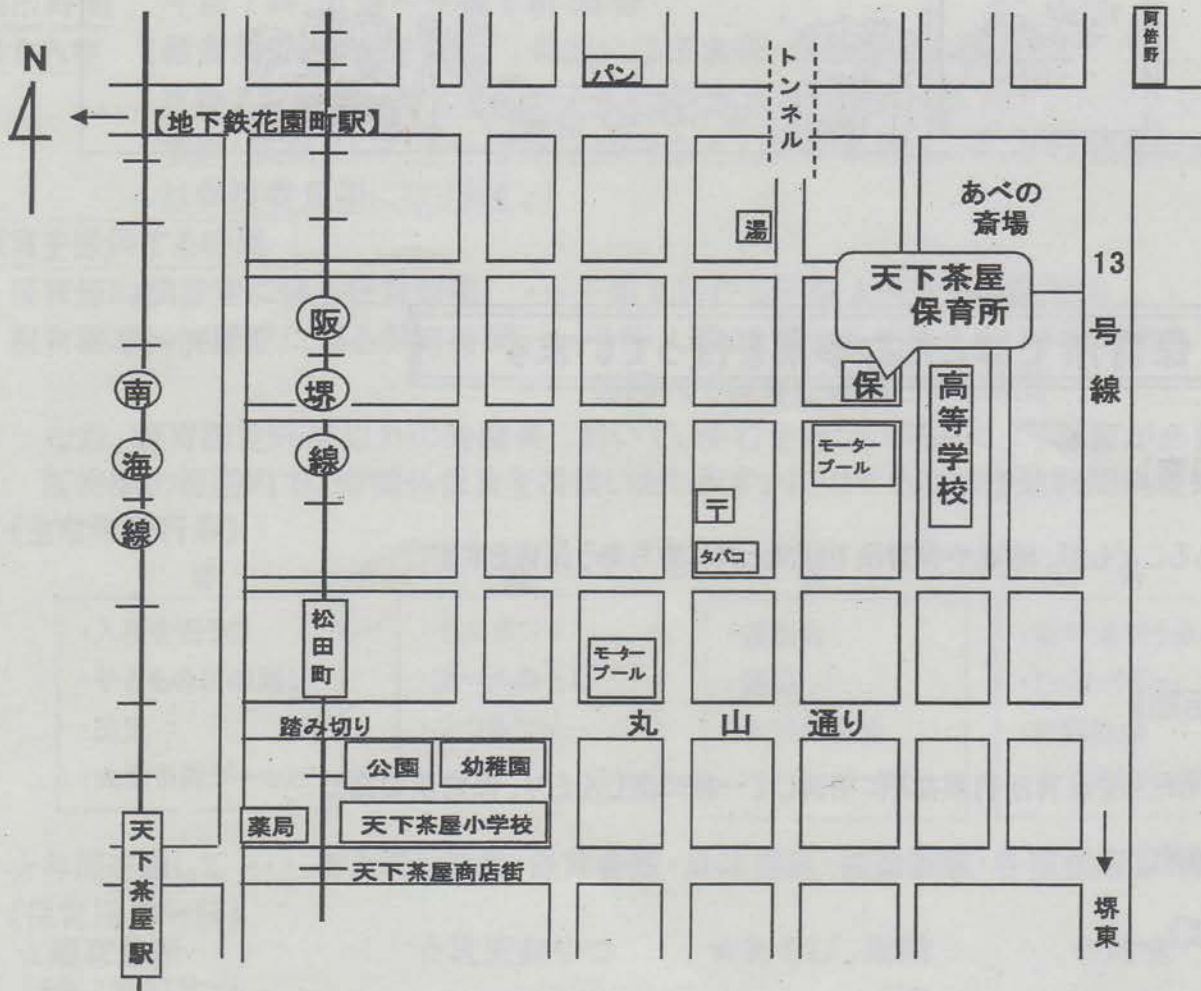 阿倍野
N
パン
トンネル
【地下鉄花園町駅】
あべの
斎場
湯
13号線
天下茶屋
保育所
阪堺線
南海線
保
高等学校
モータープール
〒
タバコ
松田町
モータープール
丸山通り
踏み切り
公園
幼稚園
薬局
天下茶屋小学校
天下茶屋駅
天下茶屋商店街
堺東